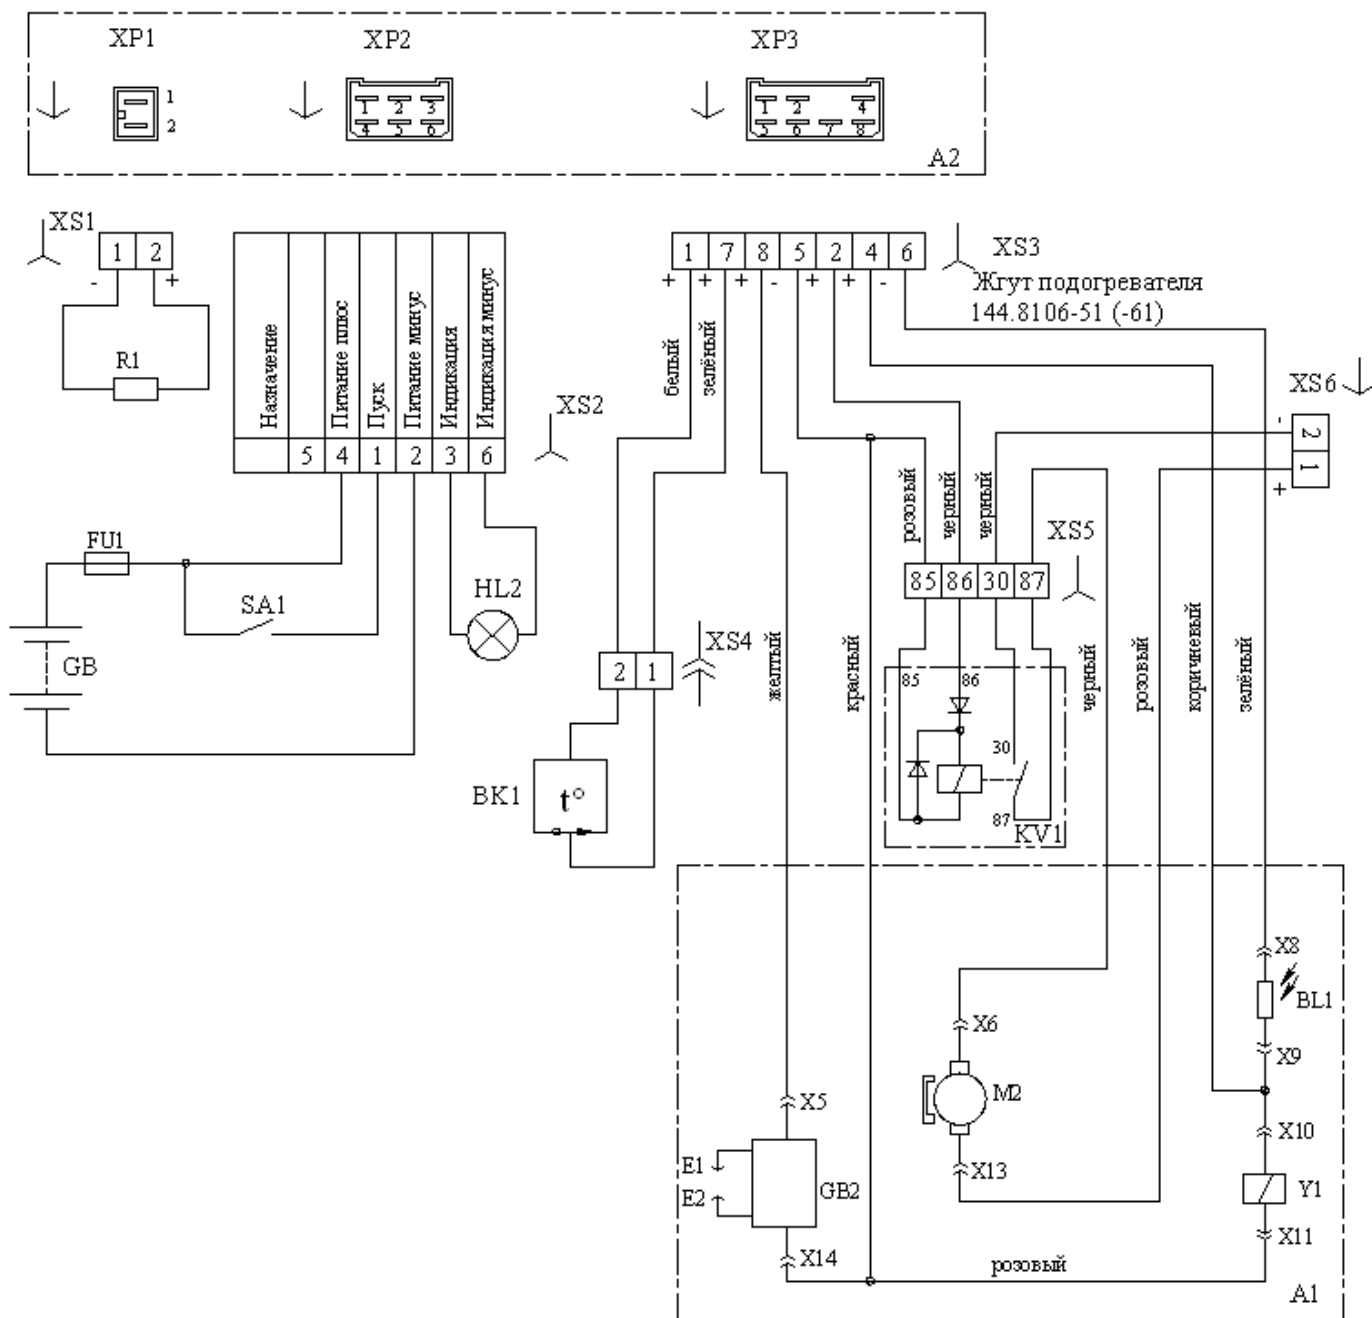 XP1
XP2
XP3
1
2
1 2 3
4 5 6
1 2 4
5 6 7 8
A2
XS1
1 2
- +
R1
Назначение
Питание плюс
Пуск
Питание минус
Индикация
Индикация минус
5 4 1 2 3 6
XS2
1 7 8 5 2 4 6
+ + + - + + -
XS3
Жгут подогревателя
144.8106-51 (-61)
белый
зелёный
XS6
-
2
1
+
розовый
черный
черный
XS5
85 86 30 87
FU1
SA1
HL2
GB
XS4
2 1
желтый
красный
черный
розовый
коричневый
зелёный
85
86
30
87
KV1
BK1
t°
X8
BL1
X9
X6
M2
X5
X10
E1
E2
GB2
X13
Y1
X11
X14
розовый
A1